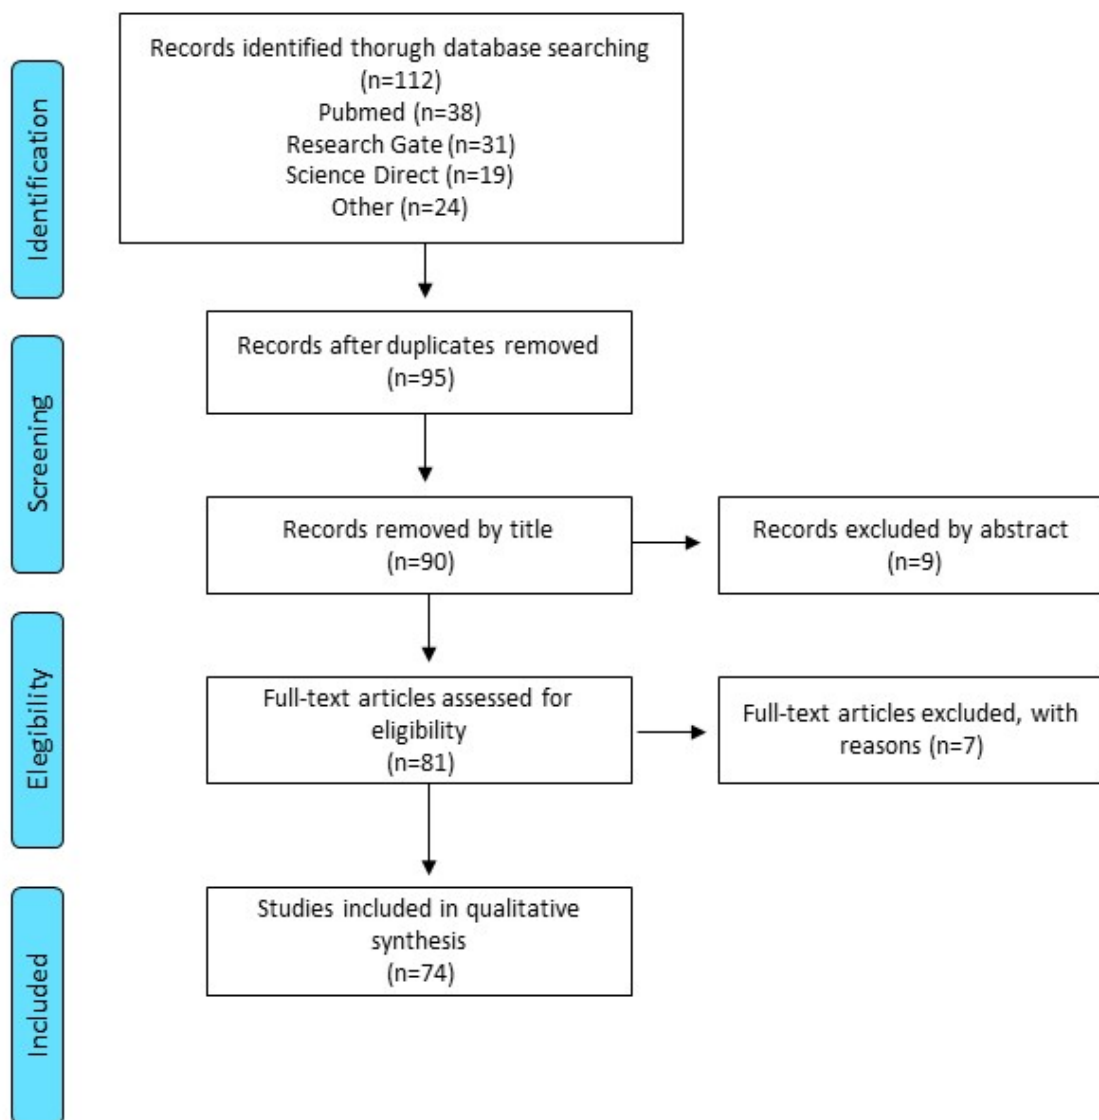 Identification
Records identified thorugh database searching
(n=112)
Pubmed (n=38)
Research Gate (n=31)
Science Direct (n=19)
Other (n=24)
Screening
Records after duplicates removed
(n=95)
Records removed by title
(n=90)
Records excluded by abstract
(n=9)
Elegibility
Full-text articles assessed for
eligibility
(n=81)
Full-text articles excluded, with
reasons (n=7)
Included
Studies included in qualitative
synthesis
(n=74)